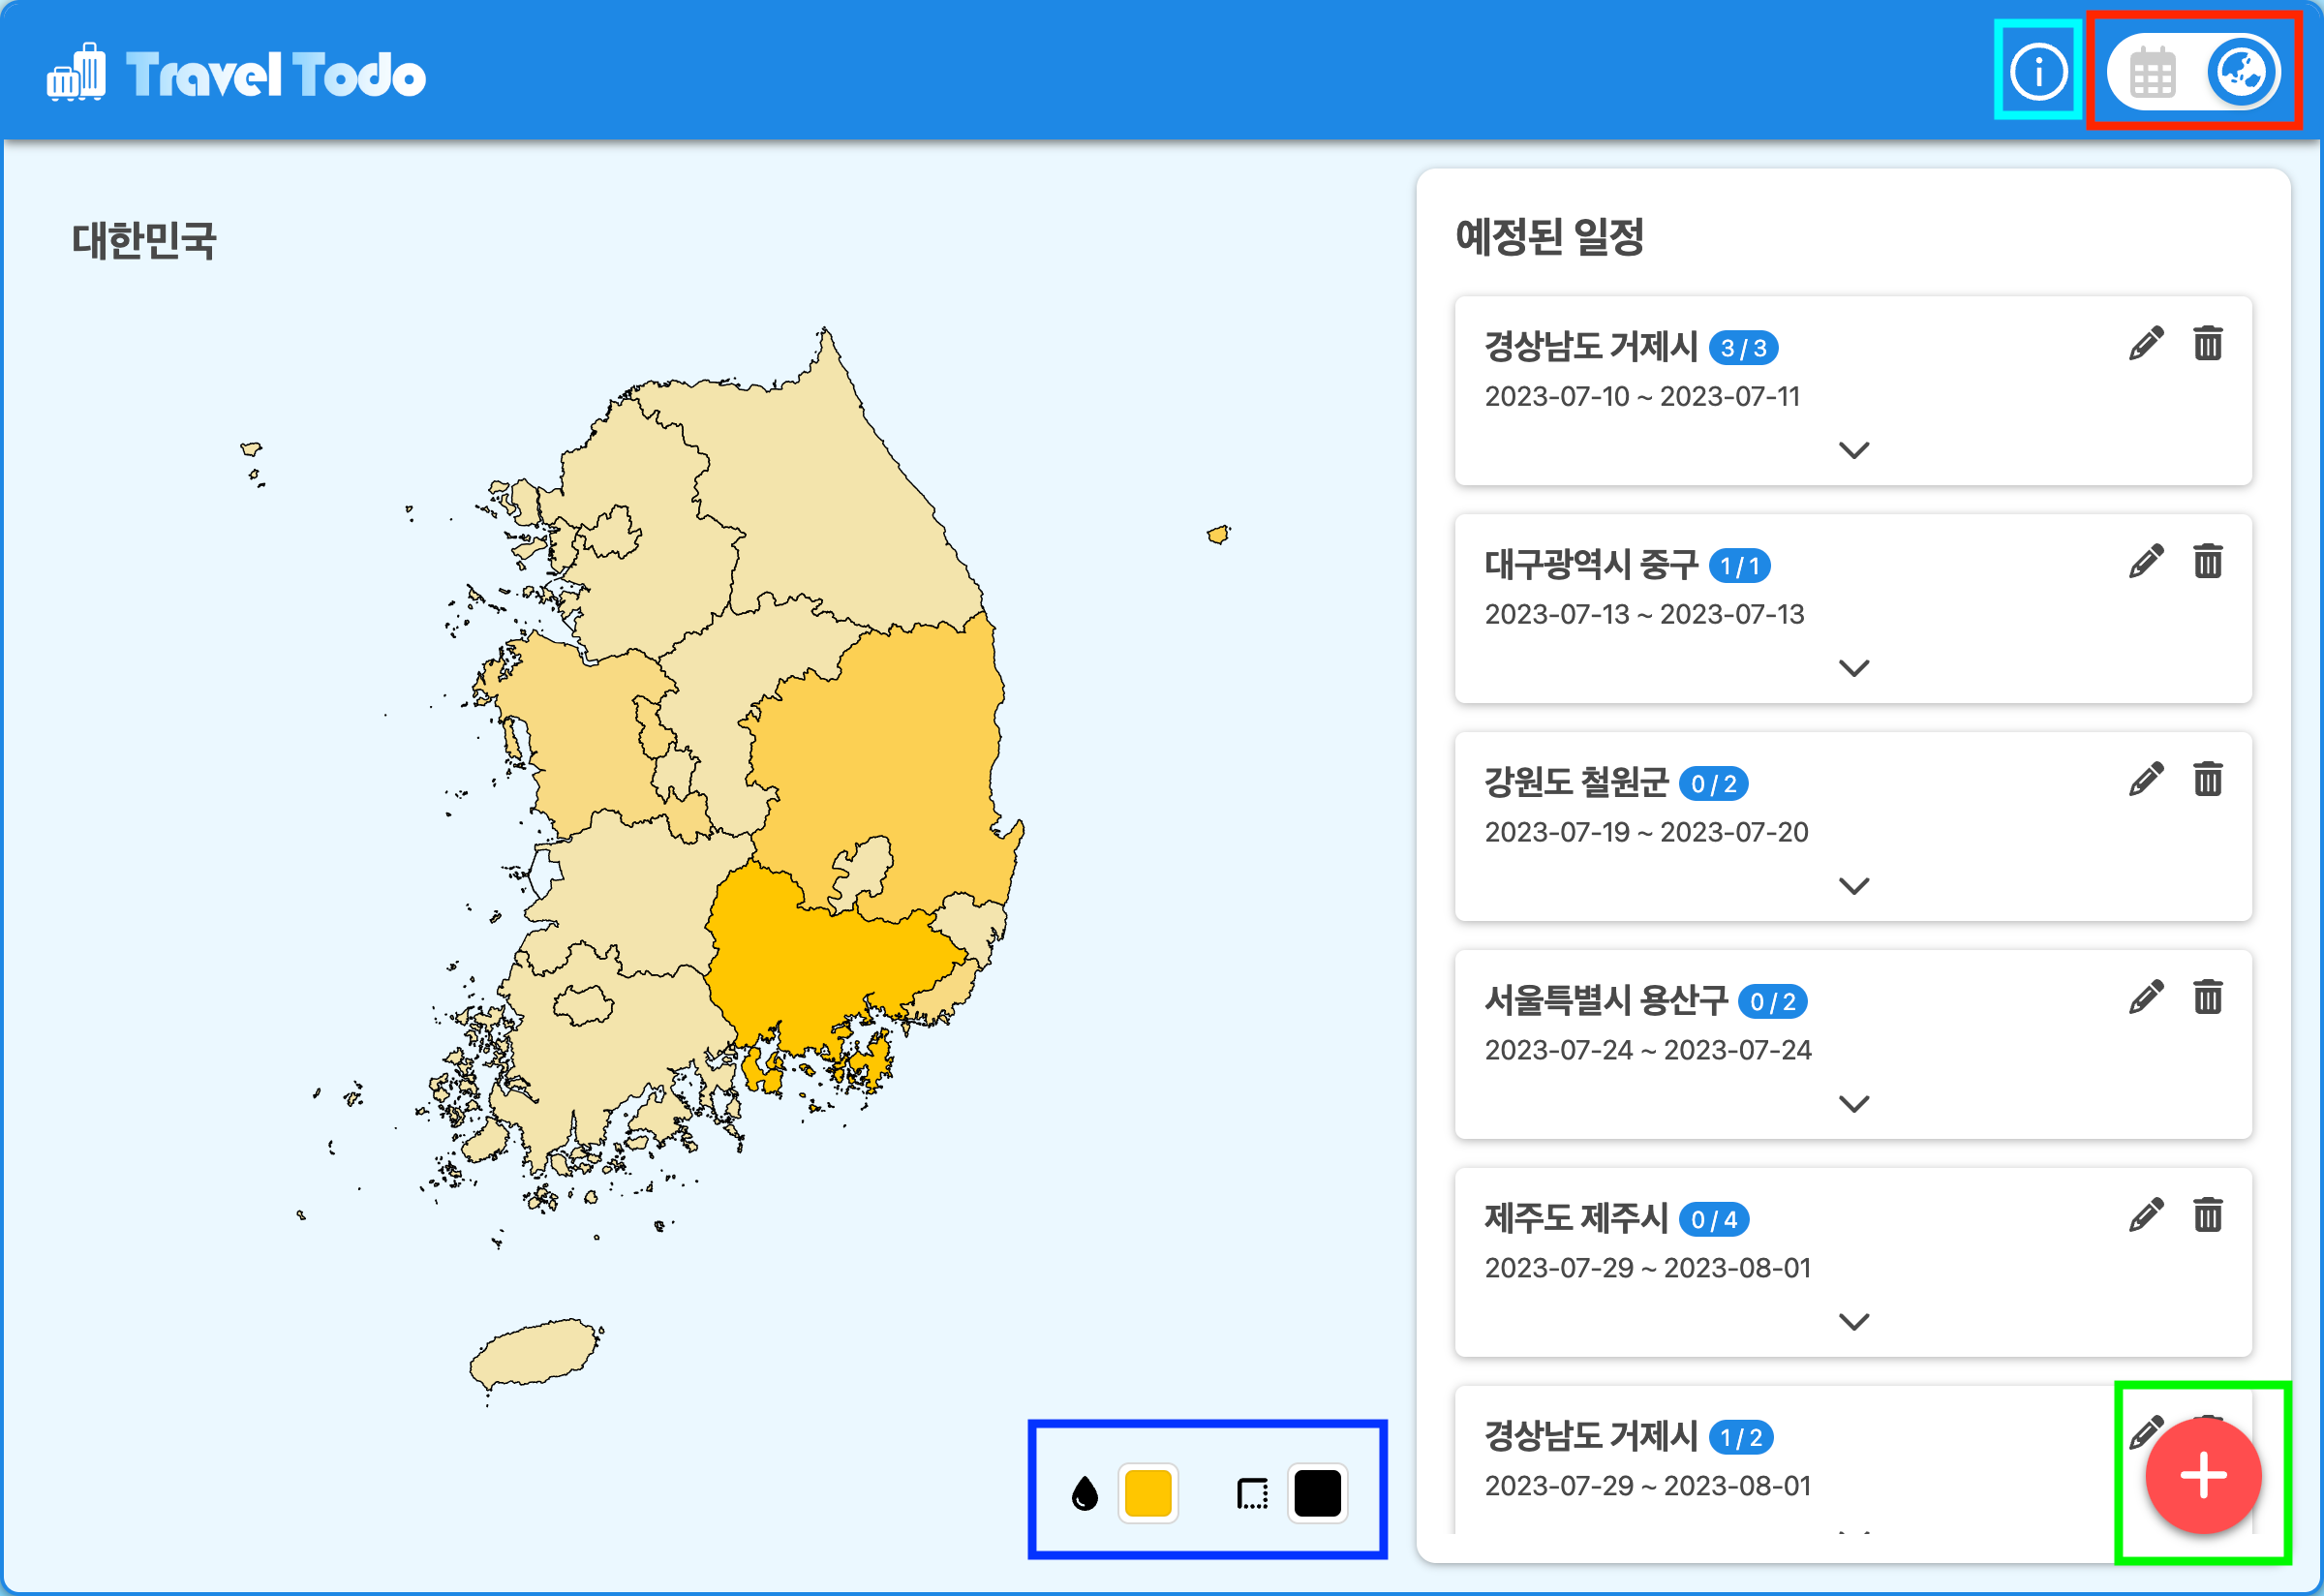 Travel Todo
대한민국
예정된 일정
경상남도 거제시 3 / 3
2023-07-10 ~ 2023-07-11
대구광역시 중구 1 / 1
2023-07-13 ~ 2023-07-13
강원도 철원군 0 / 2
2023-07-19 ~ 2023-07-20
서울특별시 용산구 0 / 2
2023-07-24 ~ 2023-07-24
제주도 제주시 0 / 4
2023-07-29 ~ 2023-08-01
경상남도 거제시 1 / 2
2023-07-29 ~ 2023-08-01